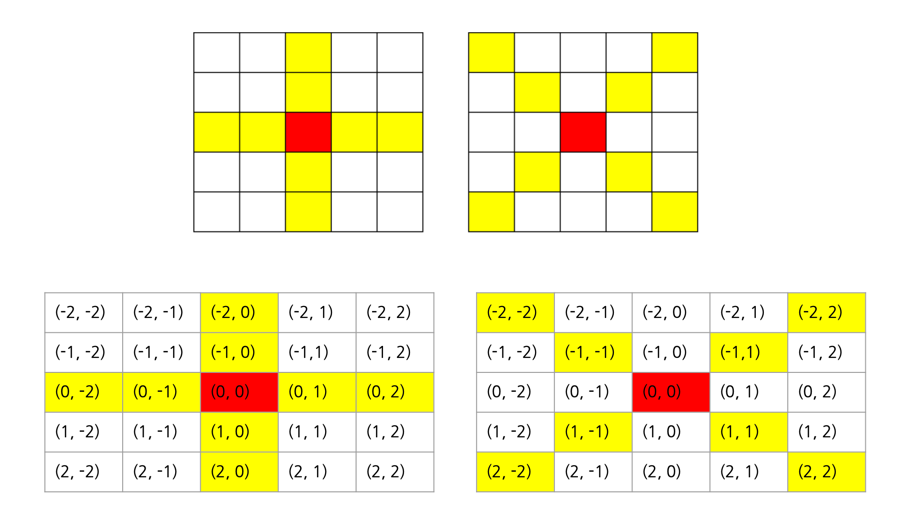 (-2, -2) (-2, -1) (-2, 0) (-2, 1) (-2, 2)
(-1, -2) (-1, -1) (-1, 0) (-1,1) (-1, 2)
(0, -2) (0, -1) (0, 0) (0, 1) (0, 2)
(1, -2) (1, -1) (1, 0) (1, 1) (1, 2)
(2, -2) (2, -1) (2, 0) (2, 1) (2, 2)
(-2, -2) (-2, -1) (-2, 0) (-2, 1) (-2, 2)
(-1, -2) (-1, -1) (-1, 0) (-1,1) (-1, 2)
(0, -2) (0, -1) (0, 0) (0, 1) (0, 2)
(1, -2) (1, -1) (1, 0) (1, 1) (1, 2)
(2, -2) (2, -1) (2, 0) (2, 1) (2, 2)